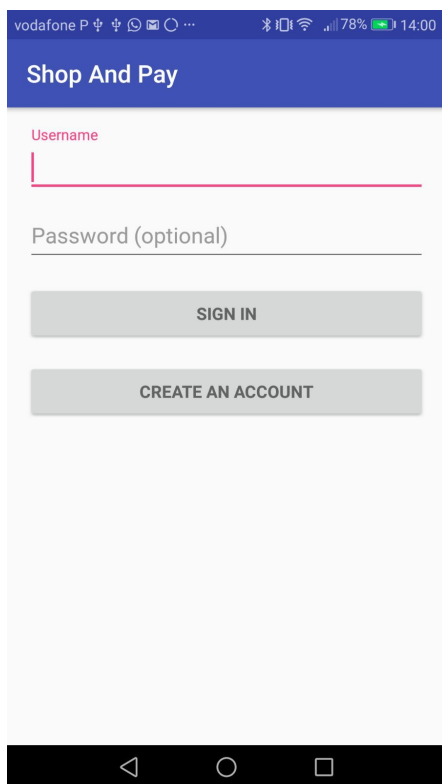 vodafone P 78% 14:00
Shop And Pay
Username
Password (optional)
SIGN IN
CREATE AN ACCOUNT